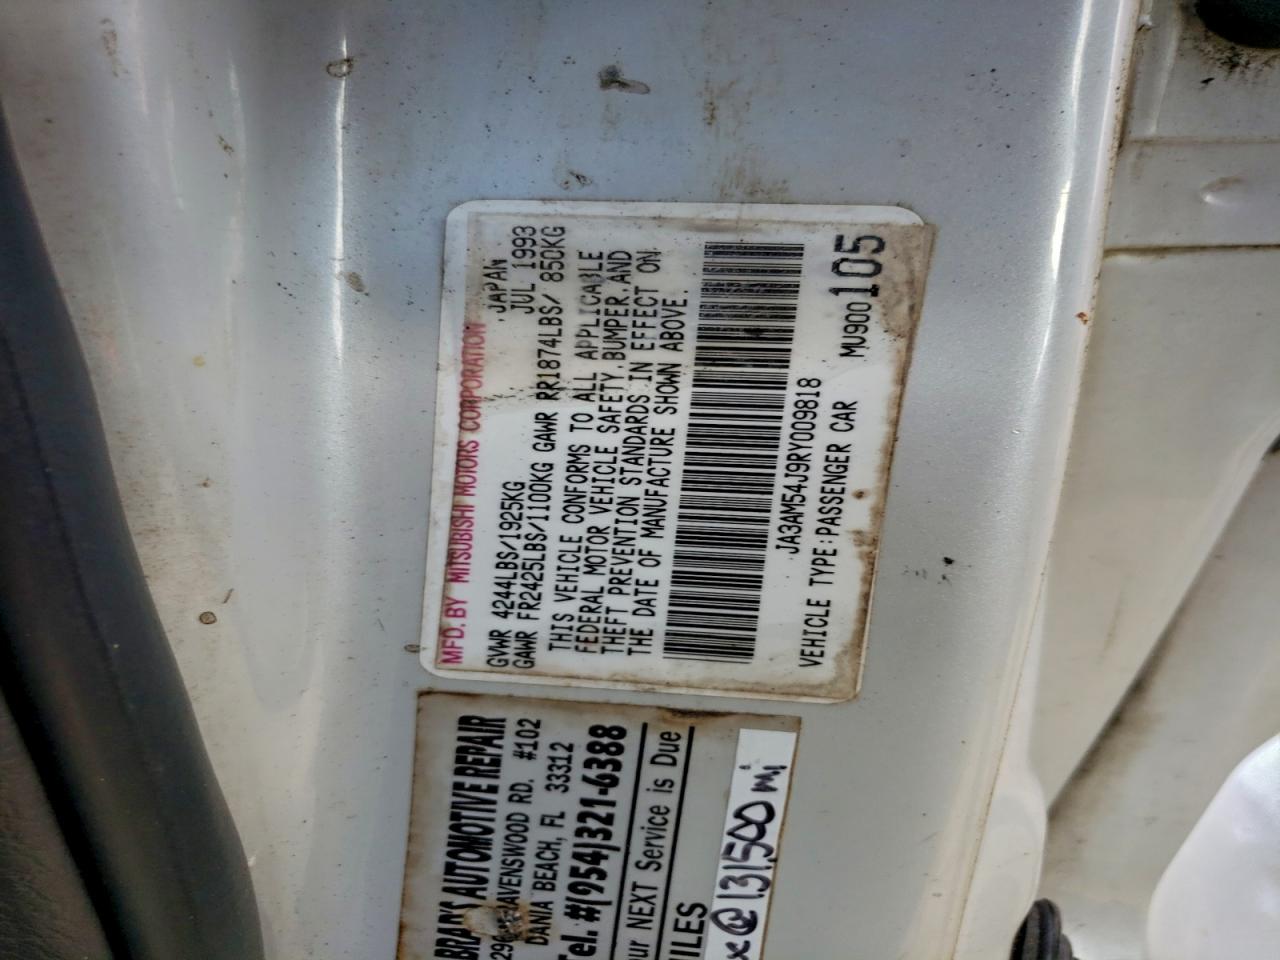 MFD. BY MITSUBISHI MOTORS CORPORATION
JAPAN
GVWR 4244LBS/1925KG JUL 1993
GAWR FR2425LBS/1100KG GAWR RR1874LBS/ 850KG
THIS VEHICLE CONFORMS TO ALL APPLICABLE
FEDERAL MOTOR VEHICLE SAFETY, BUMPER, AND
THEFT PREVENTION STANDARDS IN EFFECT ON
THE DATE OF MANUFACTURE SHOWN ABOVE.
JA3AM54J9RY009818
VEHICLE TYPE:PASSENGER CAR MU900105
AUTOMOTIVE REPAIR
RD. #102
DANIA BEACH, FL 33312
Tel. #(954)321-6388
NEXT Service is Due
@ 131,500 mi